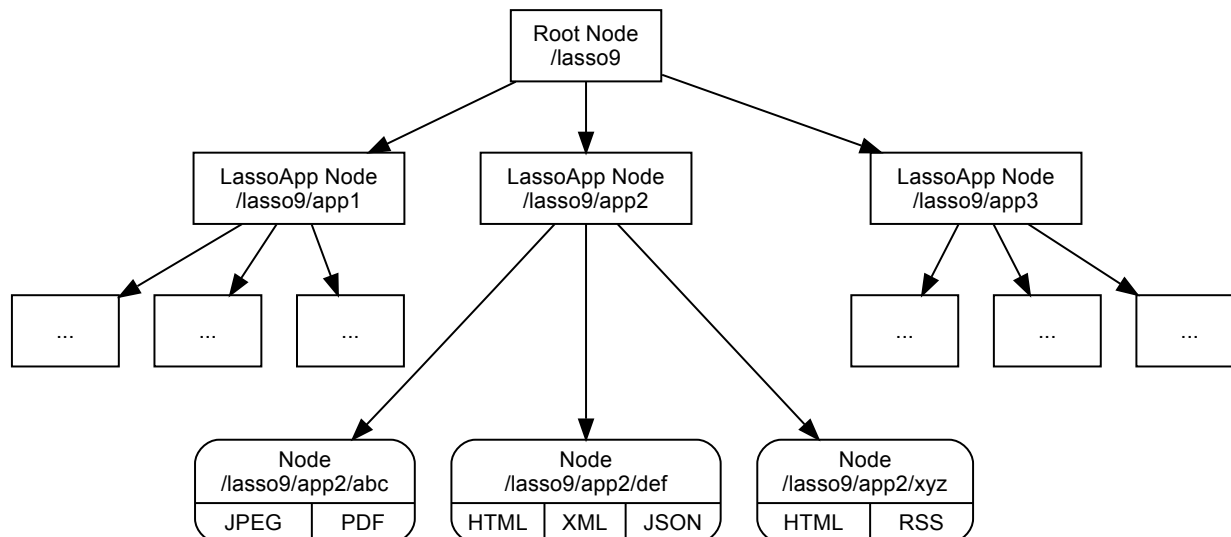 Root Node
/lasso9
LassoApp Node
/lasso9/app1
LassoApp Node
/lasso9/app2
LassoApp Node
/lasso9/app3
...
...
...
...
...
...
Node
/lasso9/app2/abc
JPEG
PDF
Node
/lasso9/app2/def
HTML
XML
JSON
Node
/lasso9/app2/xyz
HTML
RSS